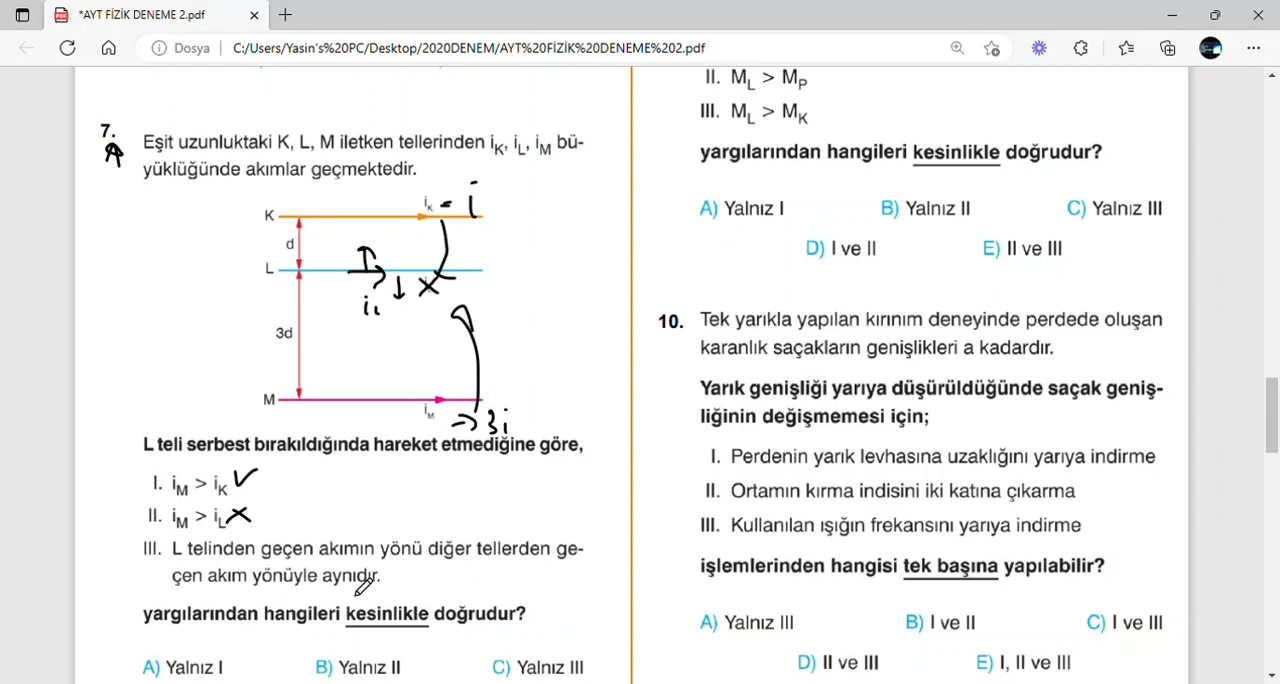 *AYT FİZİK DENEME 2.pdf
Dosya
C:/Users/Yasin's%20PC/Desktop/2020DENEM/AYT%20FİZİK%20DENEME%202.pdf
7.
Eşit uzunluktaki K, L, M iletken tellerinden iK, iL, iM bü-
yüklüğünde akımlar geçmektedir.
iK = i
K
d
L
iL
3d
M
iM
→ 3i
L teli serbest bırakıldığında hareket etmediğine göre,
I. iM > iK ✓
II. iM > iL ×
III. L telinden geçen akımın yönü diğer tellerden ge-
çen akım yönüyle aynıdır.
yargılarından hangileri kesinlikle doğrudur?
A) Yalnız I B) Yalnız II C) Yalnız III
II. ML > MP
III. ML > MK
yargılarından hangileri kesinlikle doğrudur?
A) Yalnız I B) Yalnız II C) Yalnız III
D) I ve II E) II ve III
10. Tek yarıkla yapılan kırınım deneyinde perdede oluşan
karanlık saçakların genişlikleri a kadardır.
Yarık genişliği yarıya düşürüldüğünde saçak geniş-
liğinin değişmemesi için;
I. Perdenin yarık levhasına uzaklığını yarıya indirme
II. Ortamın kırma indisini iki katına çıkarma
III. Kullanılan ışığın frekansını yarıya indirme
işlemlerinden hangisi tek başına yapılabilir?
A) Yalnız III B) I ve II C) I ve III
D) II ve III E) I, II ve III